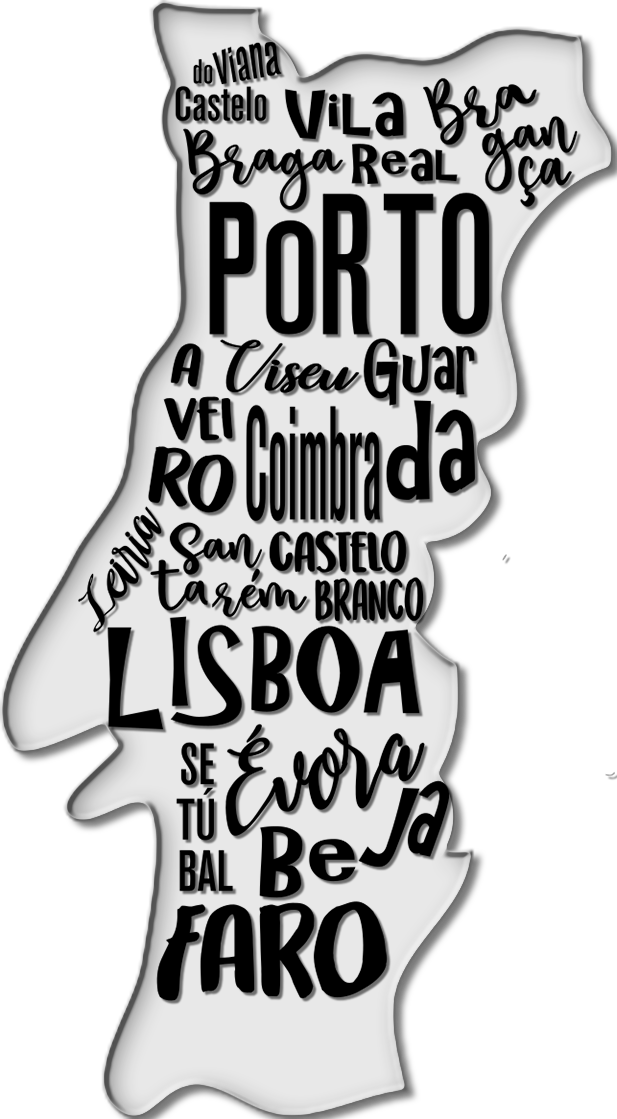 do Viana
Castelo
Vila
Real
Bra
gan
ça
Braga
PORTO
A
VEI
RO
Viseu
Guar
da
Coimbra
Leiria
San
tarém
CASTELO
BRANCO
LISBOA
SE
TÚ
BAL
Évora
Be
Ja
FARO